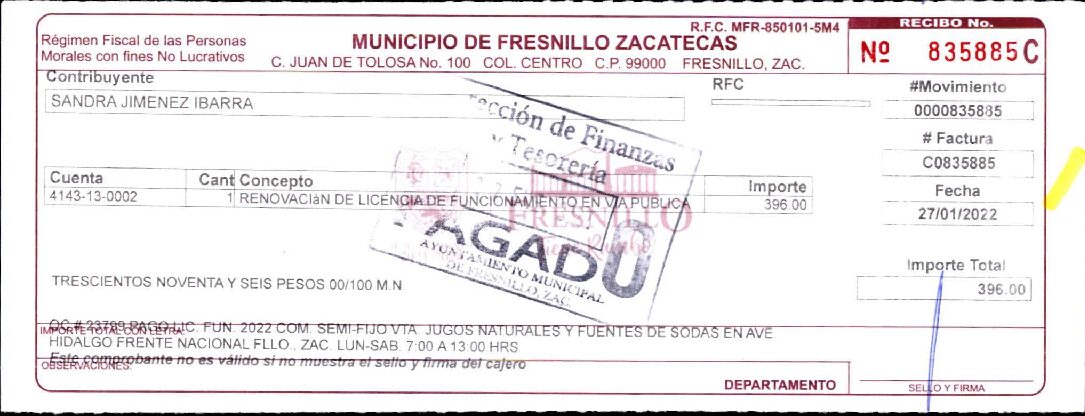 R.F.C. MFR-850101-5M4
RECIBO No.
Régimen Fiscal de las Personas
Morales con fines No Lucrativos
MUNICIPIO DE FRESNILLO ZACATECAS
C. JUAN DE TOLOSA No. 100 COL. CENTRO C.P. 99000 FRESNILLO, ZAC.
Nº 835885 C
Contribuyente
RFC
#Movimiento
SANDRA JIMENEZ IBARRA
0000835885
# Factura
C0835885
Cuenta Cant Concepto Importe
Fecha
4143-13-0002 1 RENOVACIàN DE LICENCIA DE FUNCIONAMIENTO EN VIA PUBLICA 396.00
27/01/2022
FRESNILLO
ección de Finanzas
y Tesorería
PAGADO
AYUNTAMIENTO MUNICIPAL
DE FRESNILLO, ZAC.
Importe Total
TRESCIENTOS NOVENTA Y SEIS PESOS 00/100 M.N
396.00
IMPORTE TOTAL CON LETRA:
OC # 23799 PAGO LIC. FUN. 2022 COM. SEMI-FIJO VTA. JUGOS NATURALES Y FUENTES DE SODAS EN AVE
HIDALGO FRENTE NACIONAL FLLO., ZAC. LUN-SAB. 7:00 A 13:00 HRS
Este comprobante no es válido si no muestra el sello y firma del cajero
OBSERVACIONES:
DEPARTAMENTO
SELLO Y FIRMA